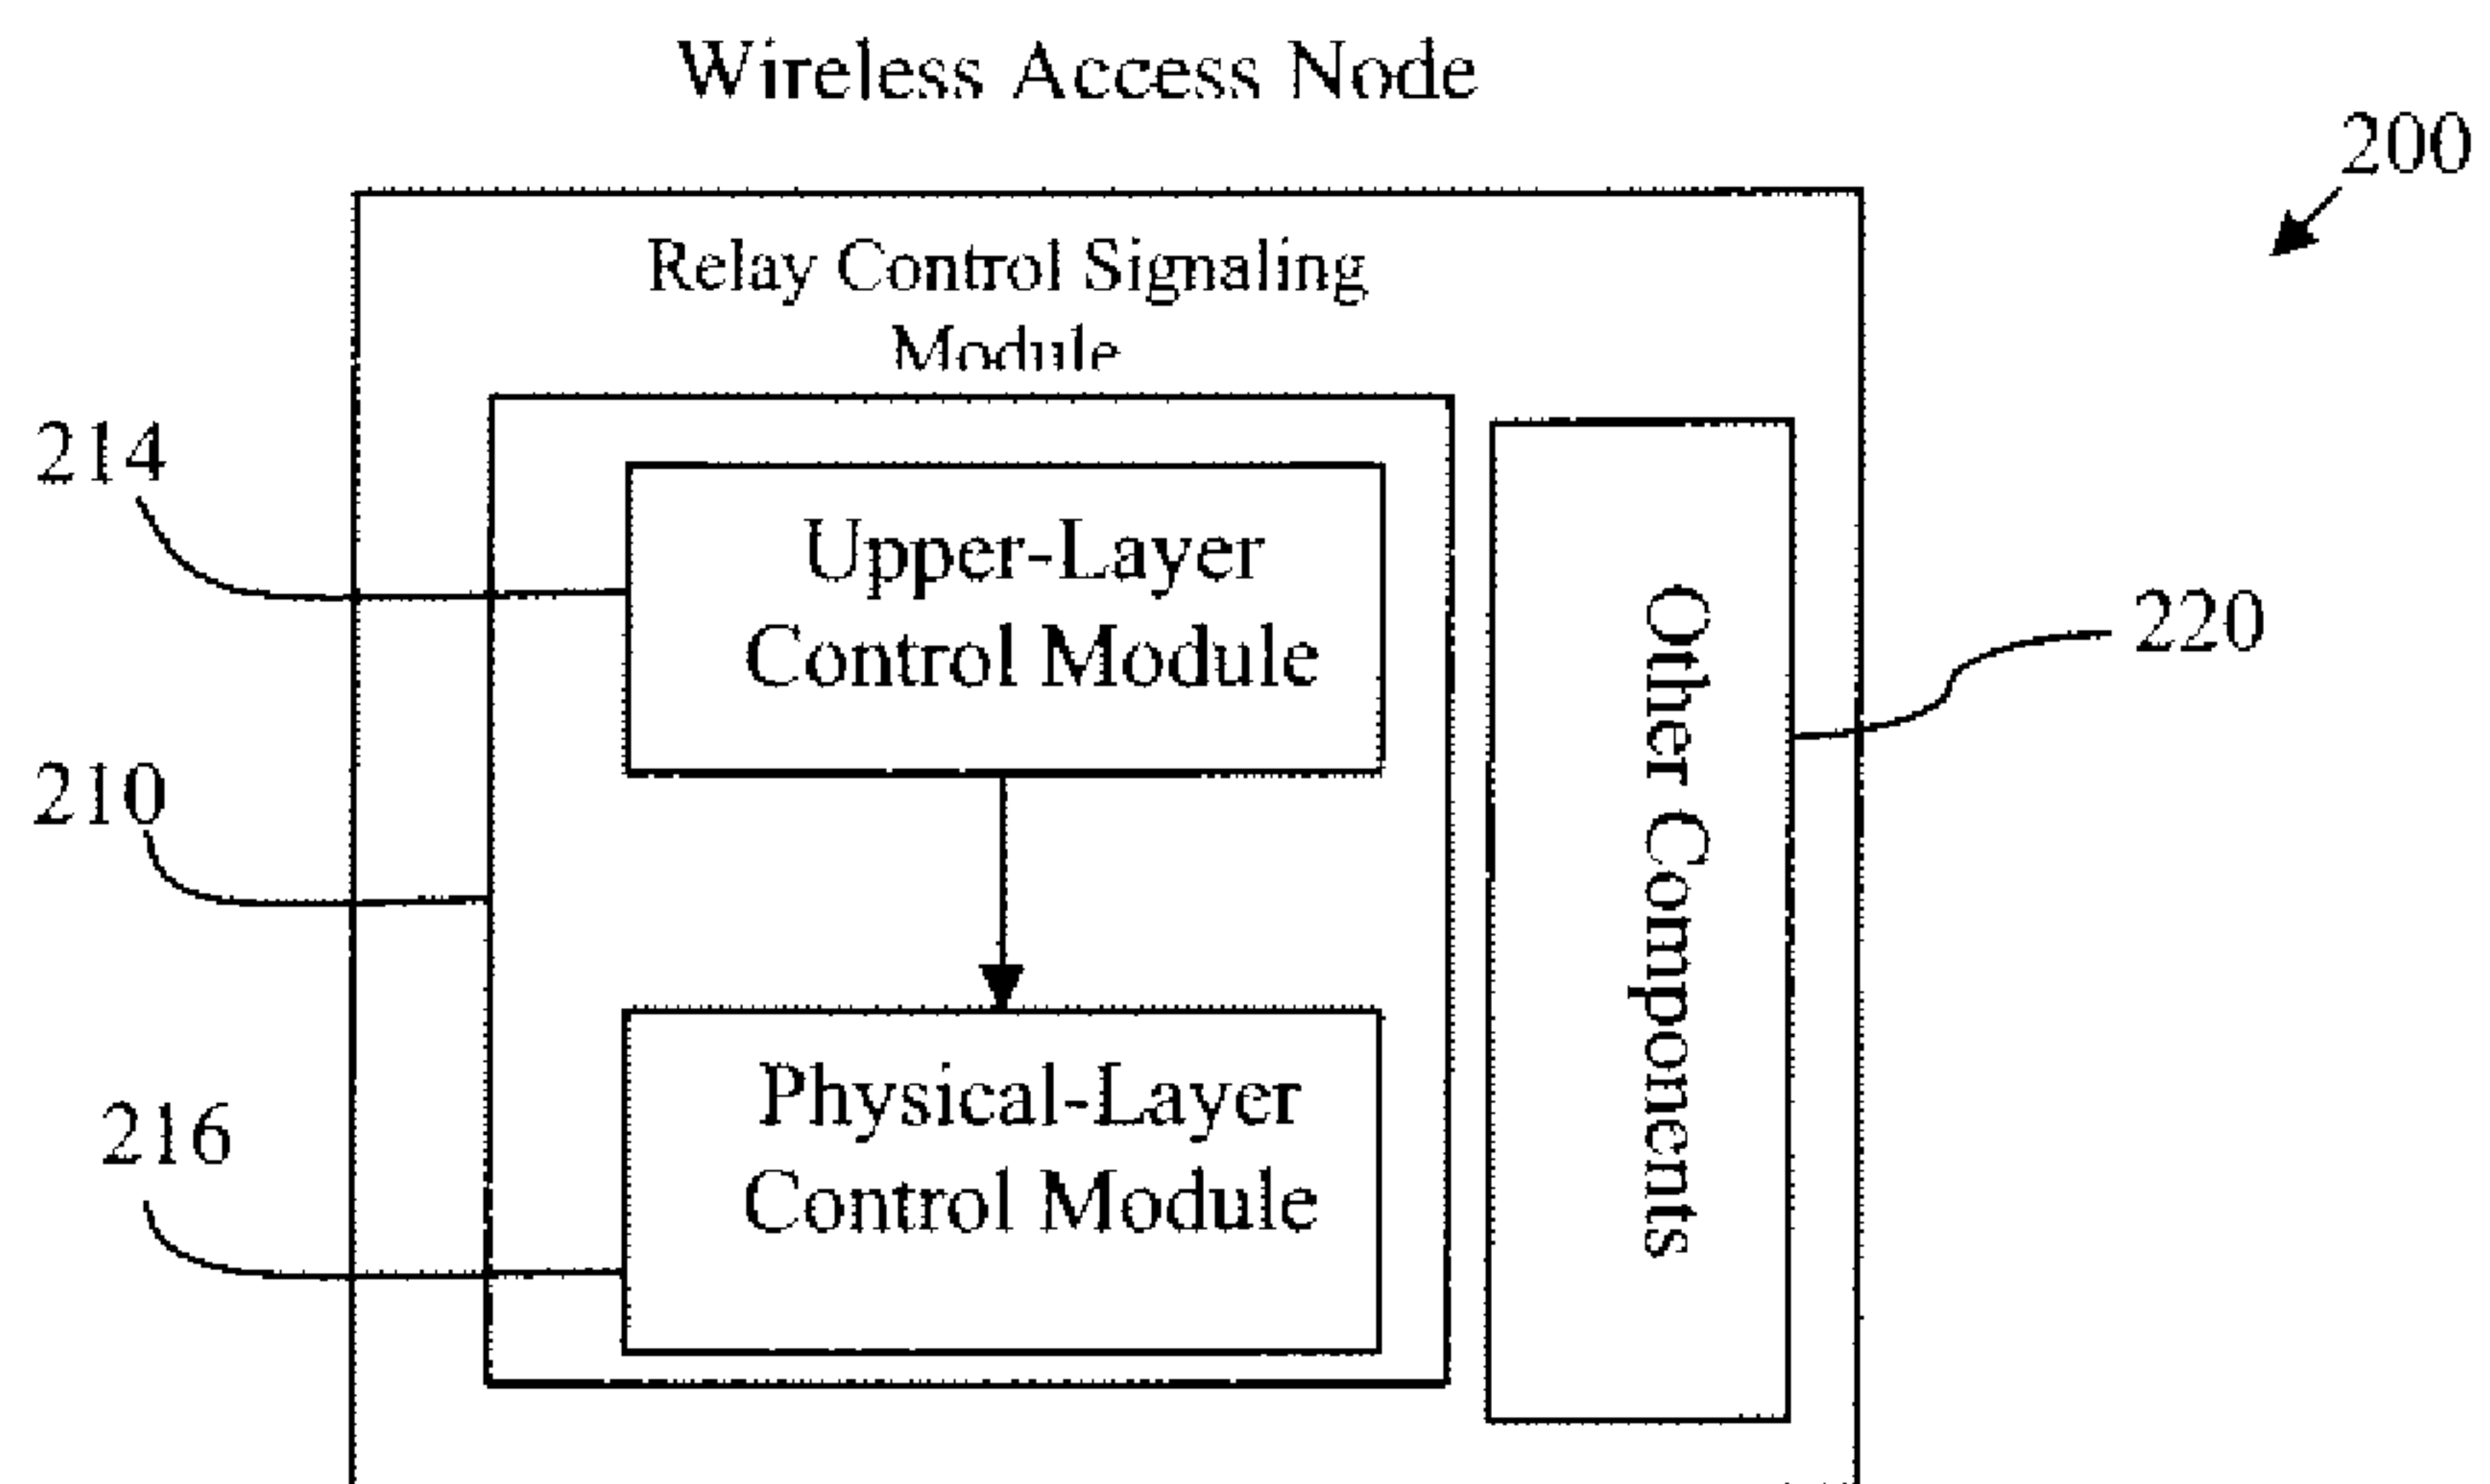 Wireless Access Node
200
Relay Control Signaling
Module
214
Upper-Layer
Control Module
220
Other Components
210
216
Physical-Layer
Control Module